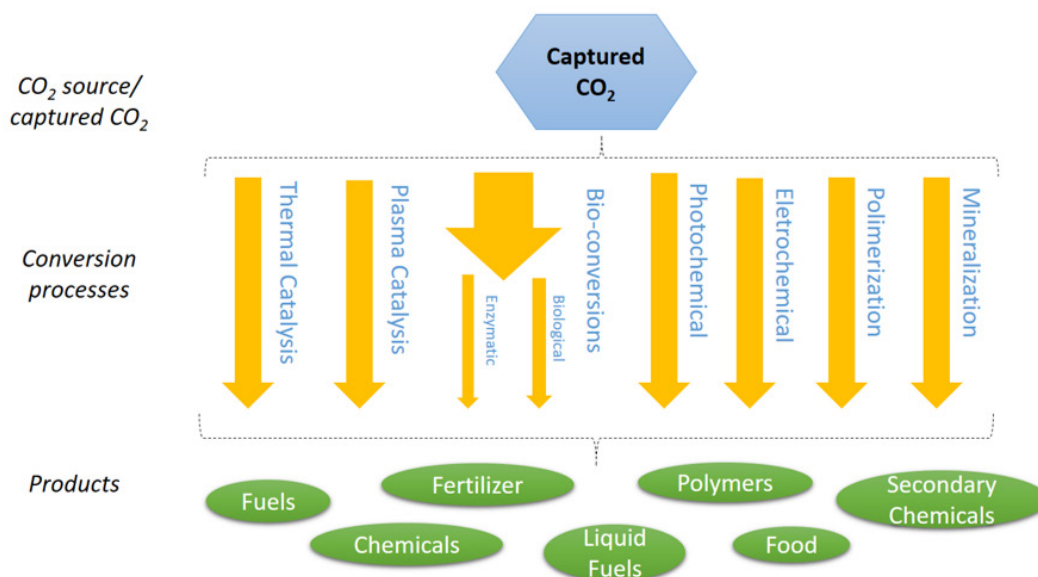 Captured
CO₂
CO₂ source/
captured CO₂
Conversion
processes
Thermal Catalysis
Plasma Catalysis
Bio-conversions
Enzymatic
Biological
Photochemical
Eletrochemical
Polimerization
Mineralization
Products
Fuels
Fertilizer
Polymers
Secondary
Chemicals
Chemicals
Liquid
Fuels
Food